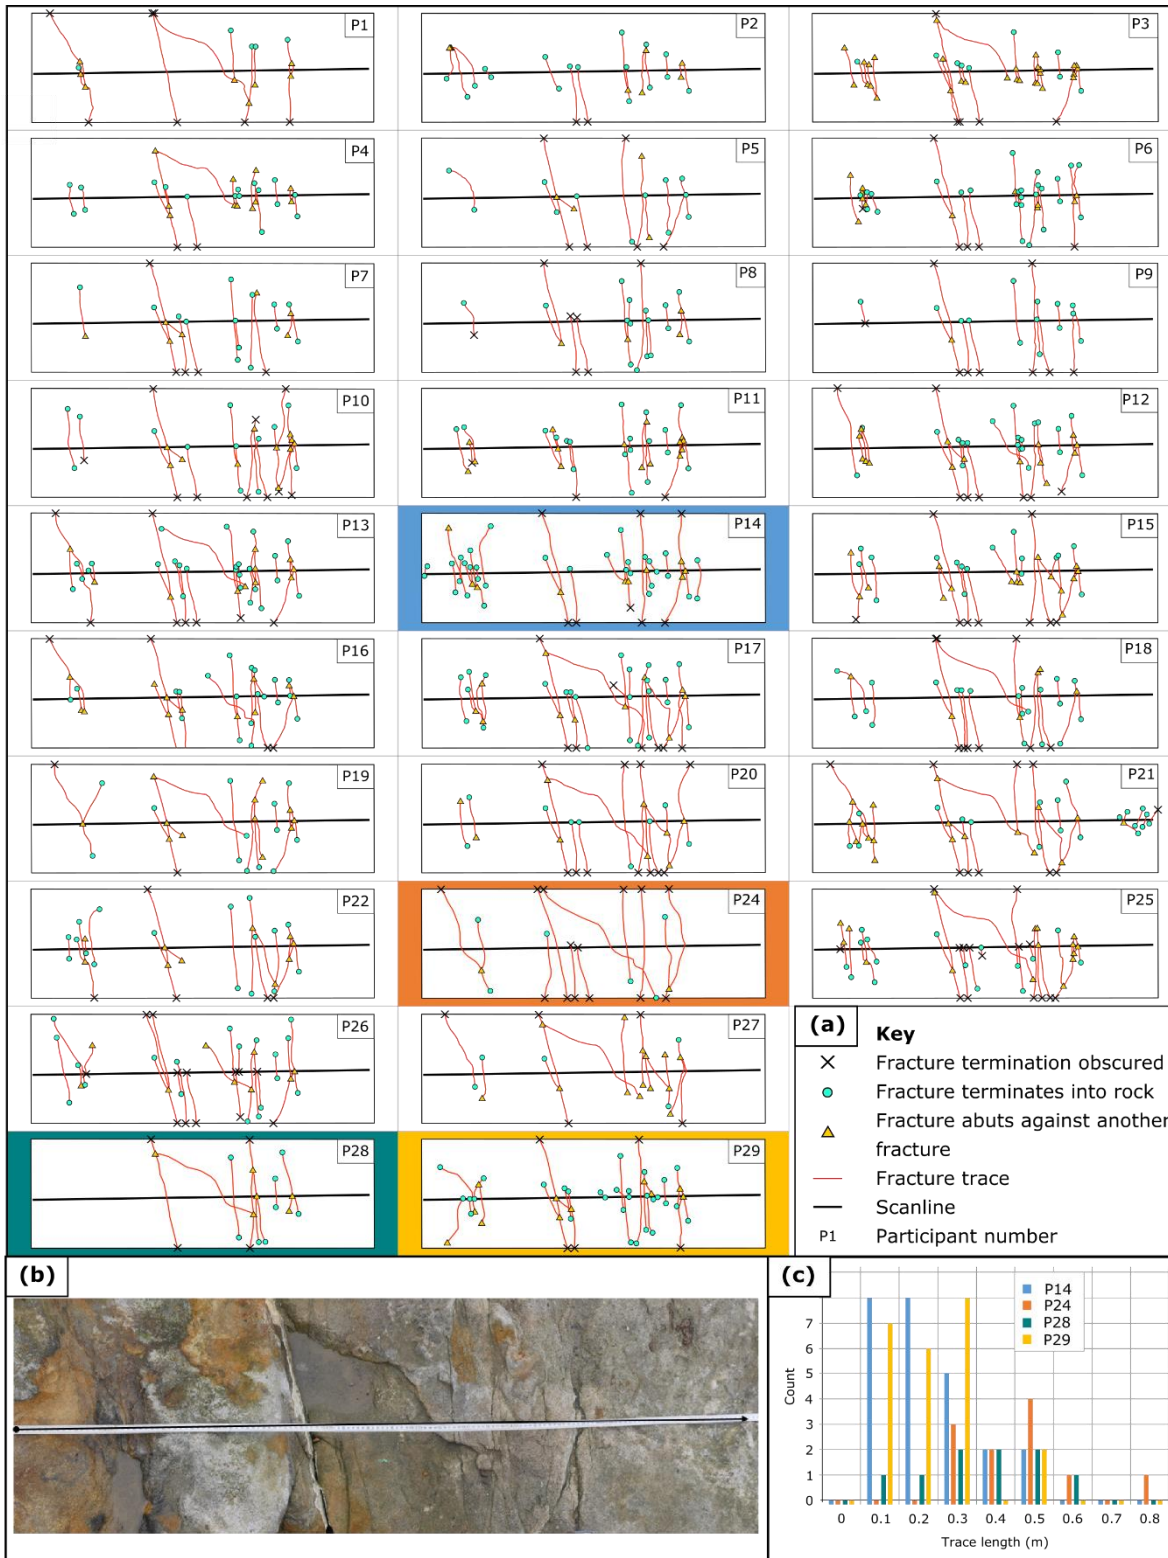 P1
P2
P3
P4
P5
P6
P7
P8
P9
P10
P11
P12
P13
P14
P15
P16
P17
P18
P19
P20
P21
P22
P24
P25
P26
P27
P28
P29
(a) Key
Fracture termination obscured
Fracture terminates into rock
Fracture abuts against another
fracture
Fracture trace
Scanline
P1 Participant number
(b)
(c)
P14
P24
P28
P29
7
6
5
4
3
2
1
0
Count
0 0.1 0.2 0.3 0.4 0.5 0.6 0.7 0.8
Trace length (m)